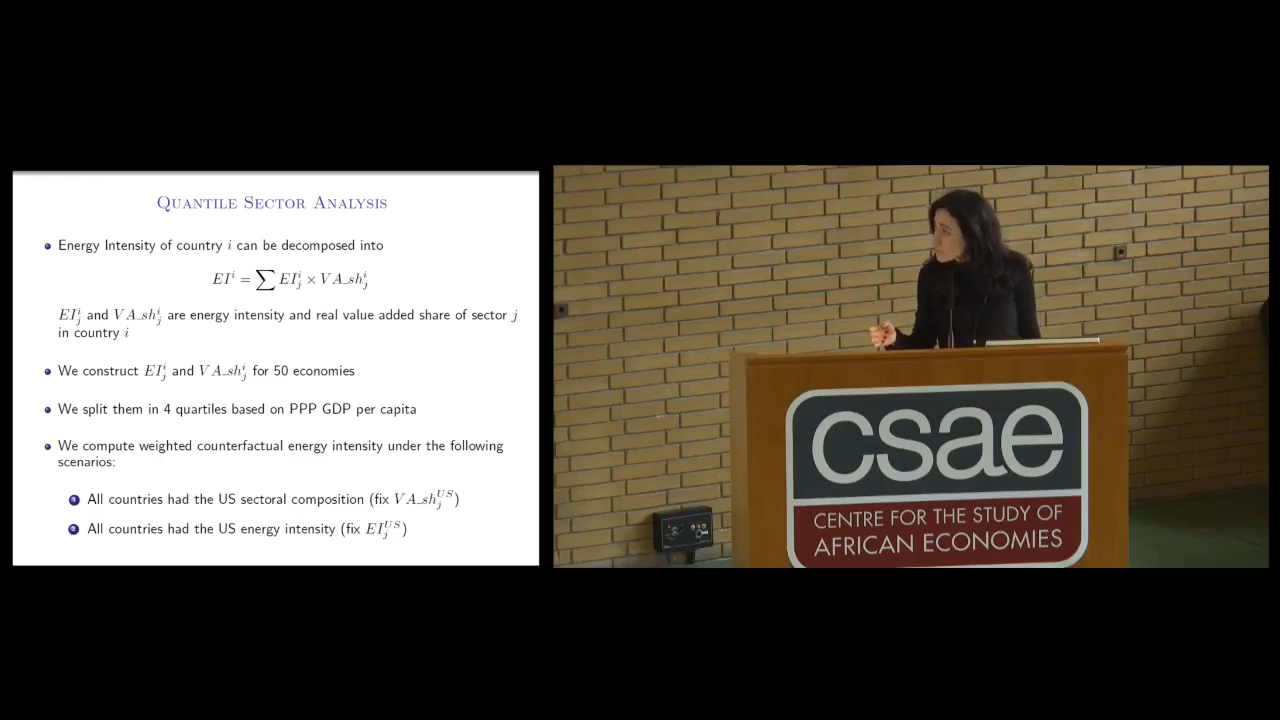 QUANTILE SECTOR ANALYSIS
• Energy Intensity of country i can be decomposed into
EI^i = ∑ EI^i_j × VA_sh^i_j
EI^i_j and VA_sh^i_j are energy intensity and real value added share of sector j
in country i
• We construct EI^i_j and VA_sh^i_j for 50 economies
• We split them in 4 quartiles based on PPP GDP per capita
• We compute weighted counterfactual energy intensity under the following
scenarios:
1 All countries had the US sectoral composition (fix VA_sh^US_j)
2 All countries had the US energy intensity (fix EI^US_j)
csae
CENTRE FOR THE STUDY OF
AFRICAN ECONOMIES